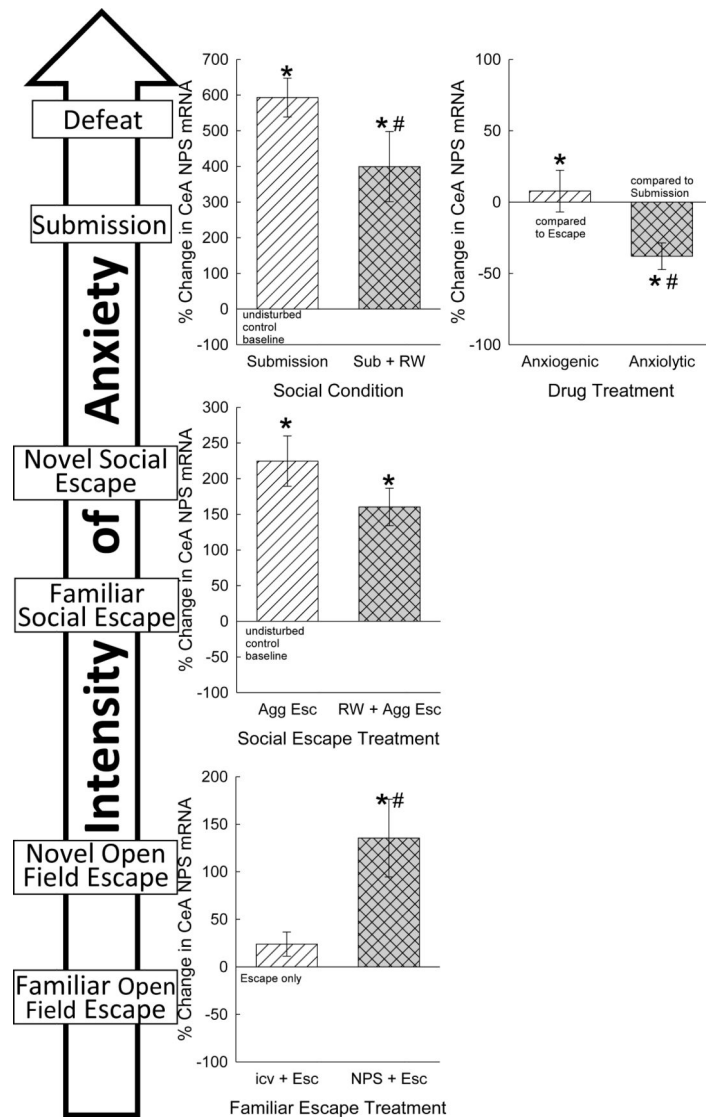 Defeat
Submission
Novel Social
Escape
Familiar
Social Escape
Novel Open
Field Escape
Familiar Open
Field Escape
Intensity of Anxiety
% Change in CeA NPS mRNA
700
600
500
400
300
200
100
0
-100
*
*#
undisturbed
control
baseline
Submission Sub + RW
Social Condition
% Change in CeA NPS mRNA
100
50
0
-50
-100
*
compared
to Escape
compared to
Submission
*#
Anxiogenic Anxiolytic
Drug Treatment
% Change in CeA NPS mRNA
300
250
200
150
100
50
0
-50
-100
*
*
undisturbed
control
baseline
Agg Esc RW + Agg Esc
Social Escape Treatment
% Change in CeA NPS mRNA
200
150
100
50
0
-50
-100
*#
Escape only
icv + Esc NPS + Esc
Familiar Escape Treatment